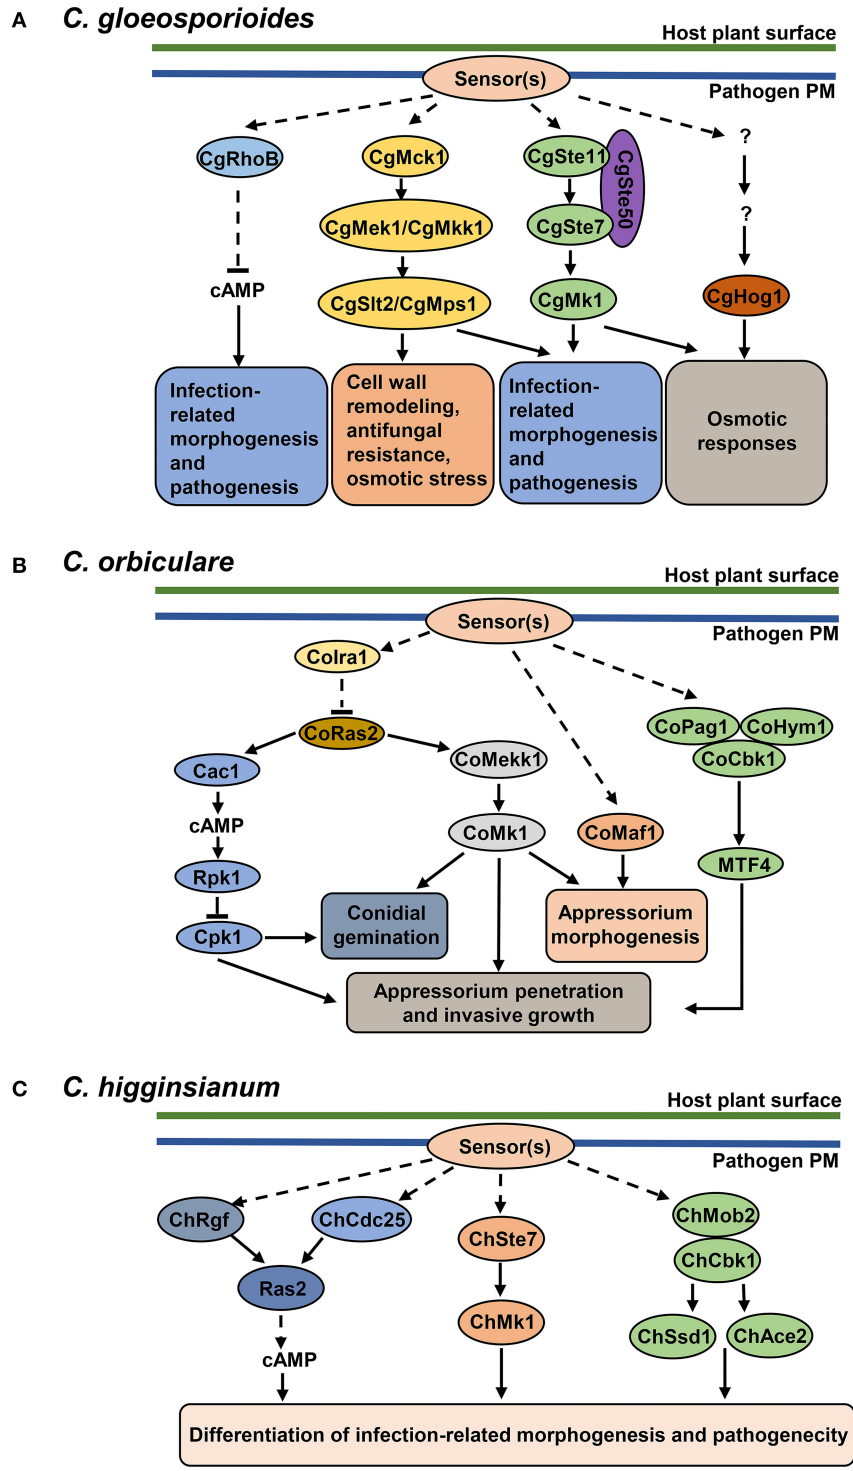 A
C. gloeosporioides
Host plant surface
Sensor(s)
Pathogen PM
CgRhoB
CgMck1
CgSte11
CgSte50
?
CgMek1/CgMkk1
CgSte7
?
cAMP
CgSlt2/CgMps1
CgMk1
CgHog1
Infection-
related
morphogenesis
and
pathogenesis
Cell wall
remodeling,
antifungal
resistance,
osmotic stress
Infection-
related
morphogenesis
and
pathogenesis
Osmotic
responses
B
C. orbiculare
Host plant surface
Sensor(s)
Pathogen PM
CoIra1
CoRas2
CoPag1
CoHym1
CoCbk1
Cac1
CoMekk1
cAMP
CoMk1
CoMaf1
MTF4
Rpk1
Cpk1
Conidial
gemination
Appressorium
morphogenesis
Appressorium penetration
and invasive growth
C
C. higginsianum
Host plant surface
Sensor(s)
Pathogen PM
ChRgf
ChCdc25
ChSte7
ChMob2
ChCbk1
Ras2
ChMk1
ChSsd1
ChAce2
cAMP
Differentiation of infection-related morphogenesis and pathogenecity